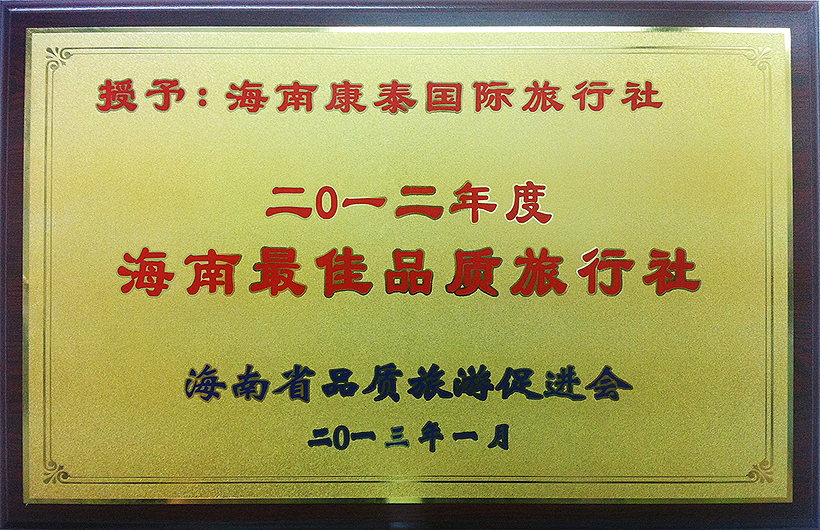 授予：海南康泰国际旅行社
二0一二年度
海南最佳品质旅行社
海南省品质旅游促进会
二0一三年一月